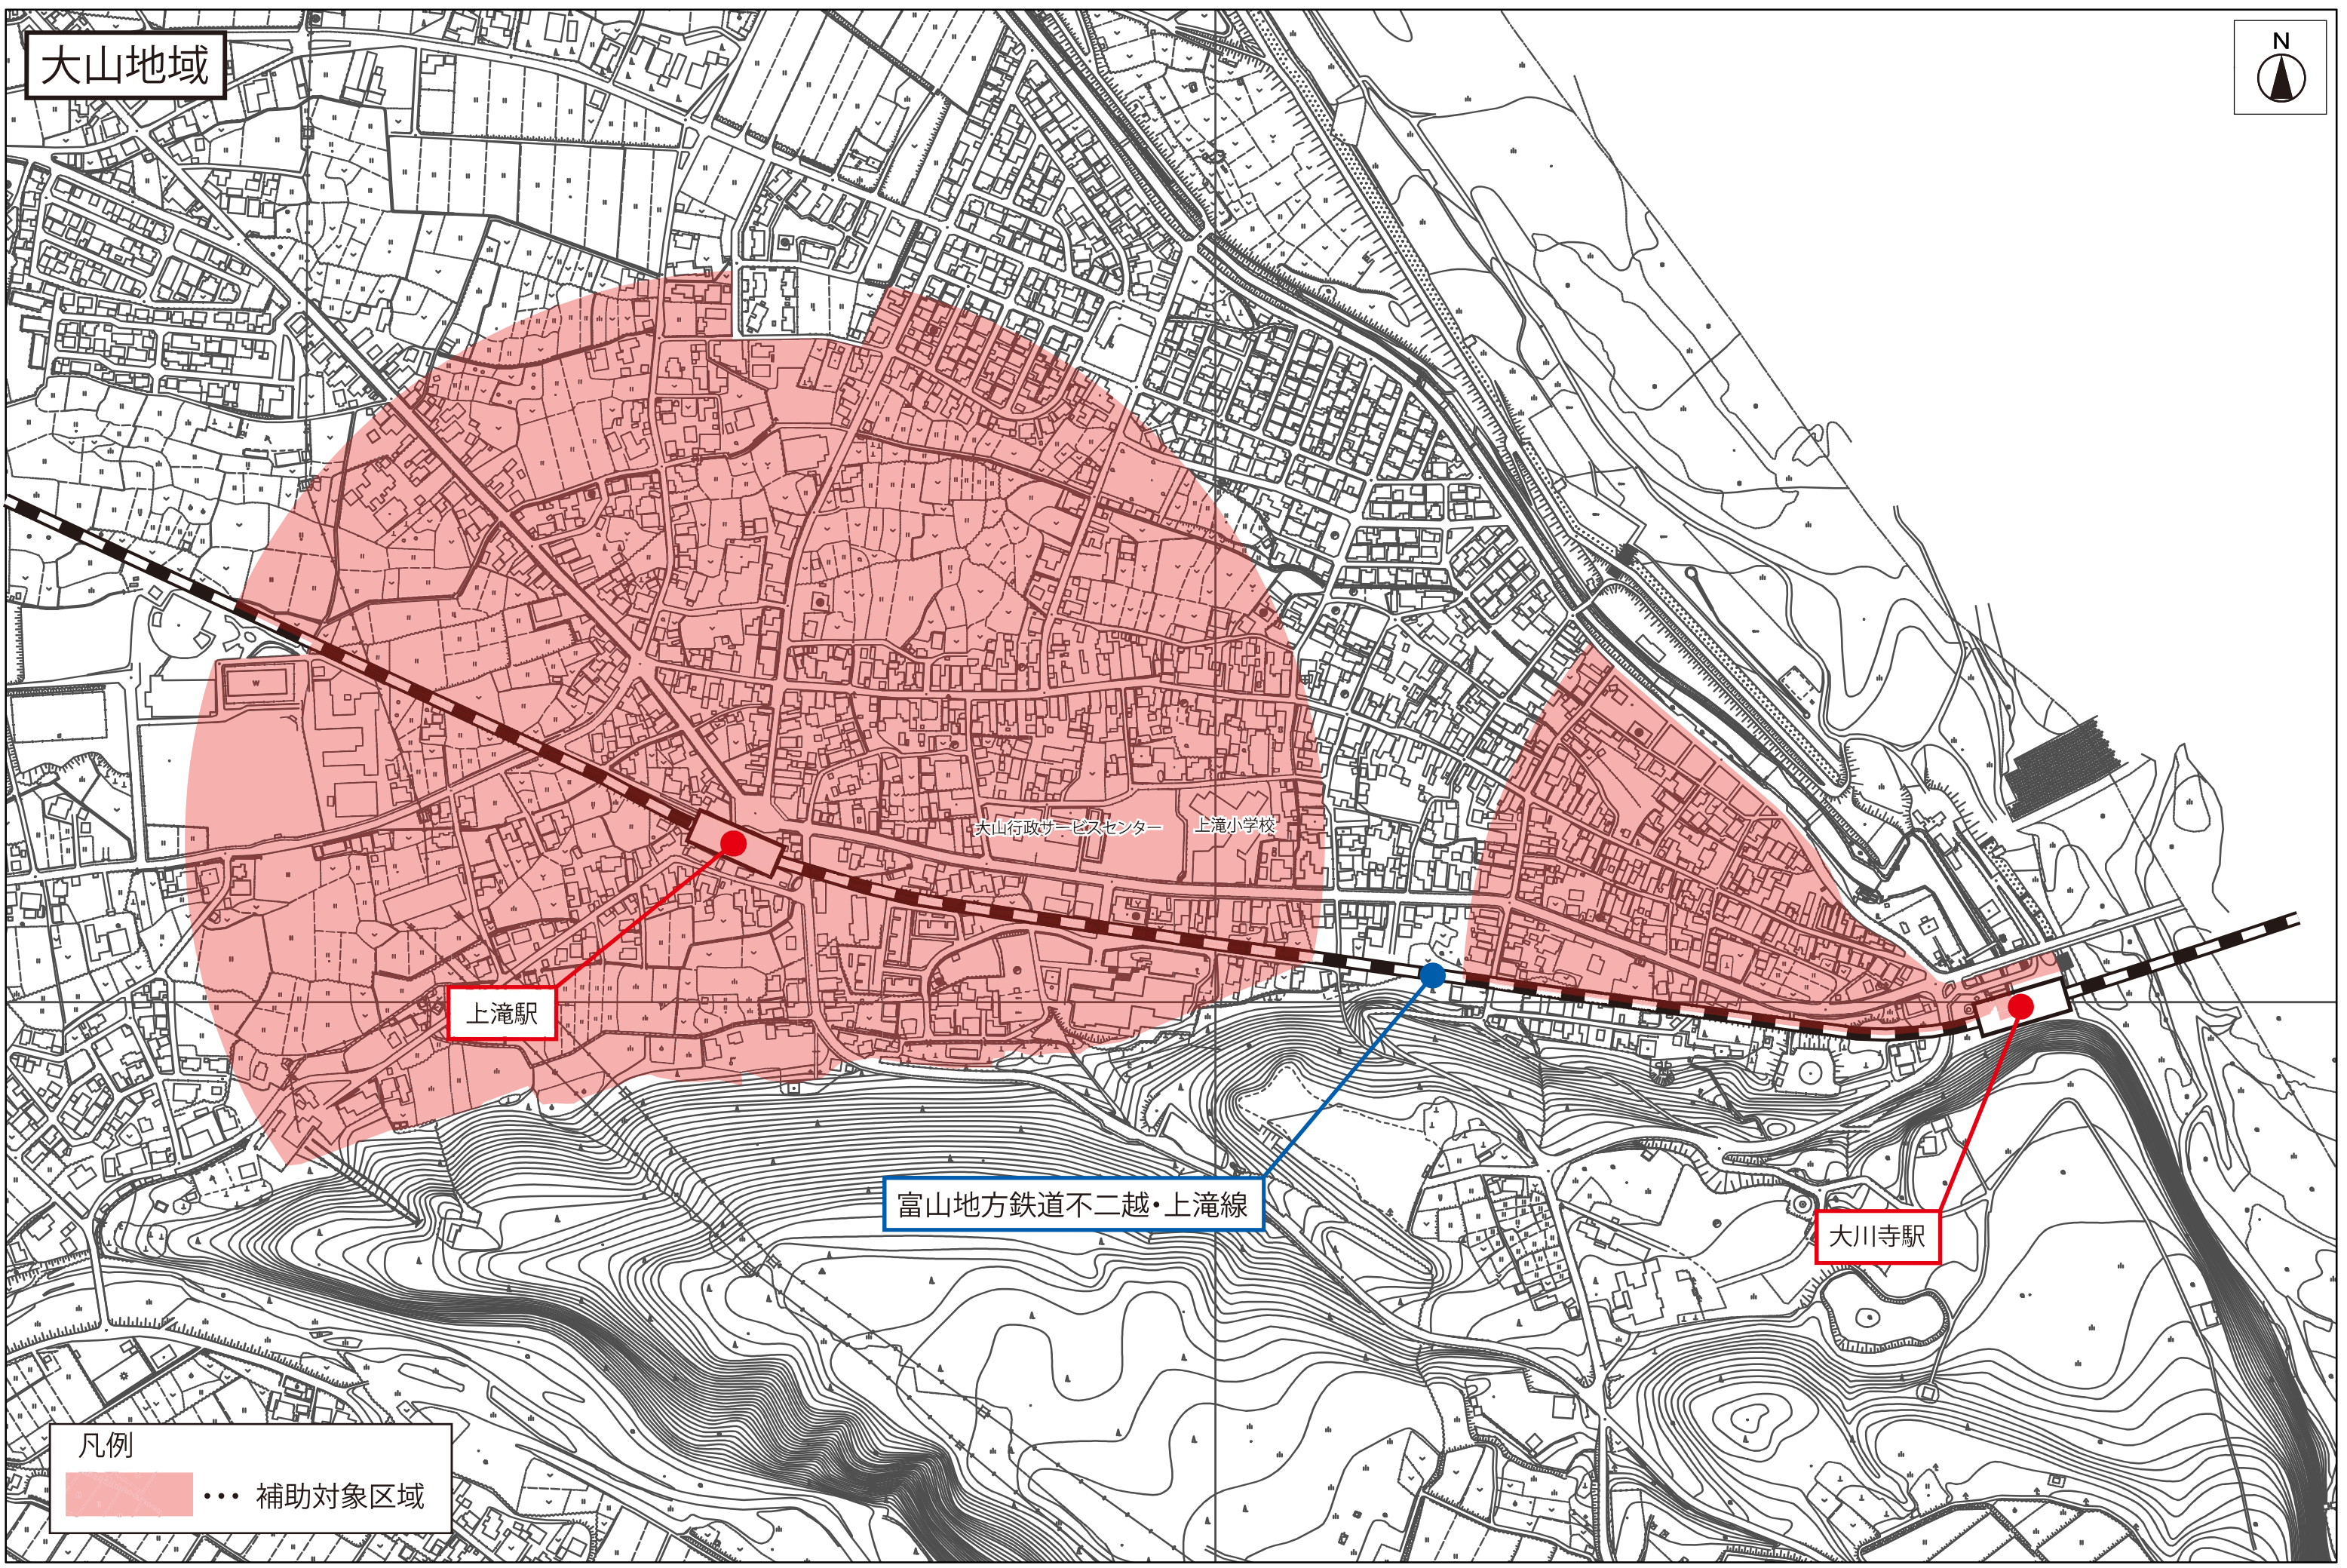 大山地域
N
大山行政サービスセンター
上滝小学校
上滝駅
富山地方鉄道不二越・上滝線
大川寺駅
凡例
・・・ 補助対象区域